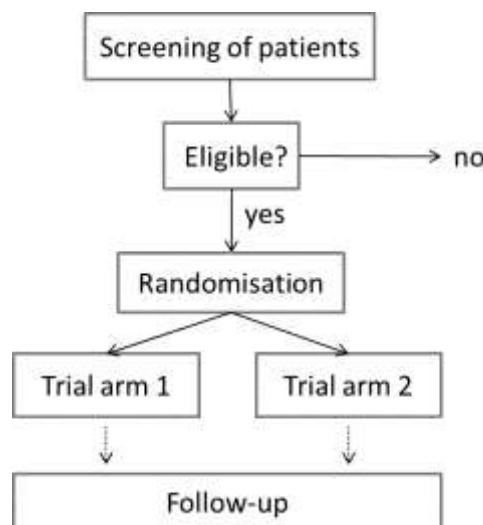 Screening of patients
Eligible?
no
yes
Randomisation
Trial arm 1
Trial arm 2
Follow-up